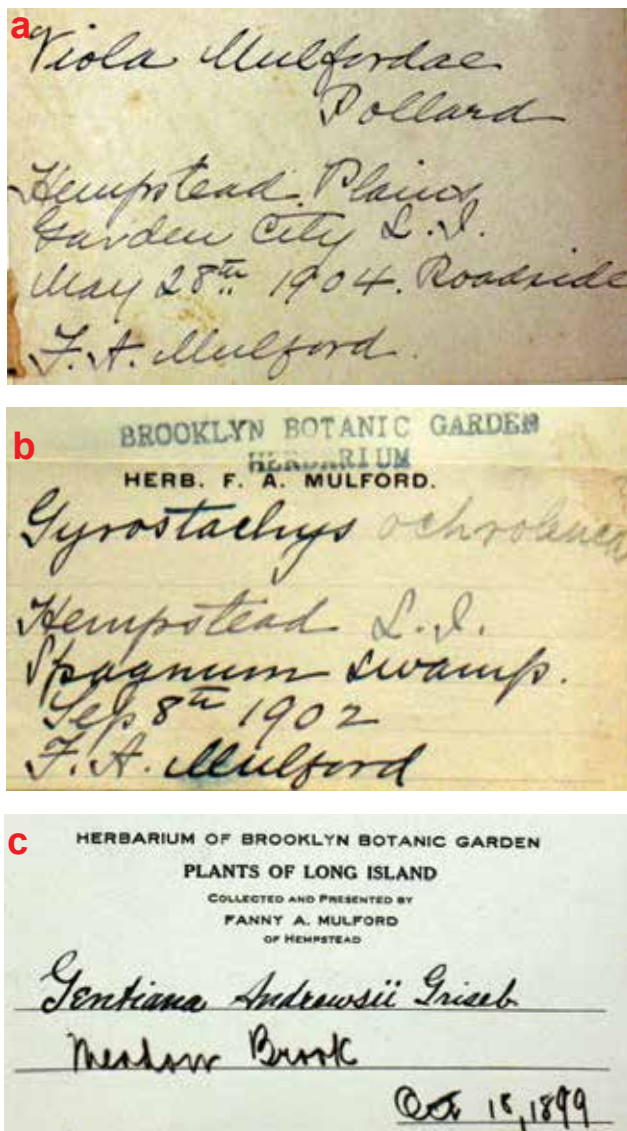 a
Viola Mulfordae
Pollard
Hempstead Plains
Garden City L.I.
May 28th 1904. Roadside
F. A. Mulford.
b
BROOKLYN BOTANIC GARDEN
HERBARIUM
HERB. F. A. MULFORD.
Gyrostachys ochroleuca
Hempstead L.I.
Spagnum swamp.
Sep 8th 1902
F. A. Mulford
c
HERBARIUM OF BROOKLYN BOTANIC GARDEN
PLANTS OF LONG ISLAND
COLLECTED AND PRESENTED BY
FANNY A. MULFORD
OF HEMPSTEAD
Gentiana Andrewsii Griseb
Meadow Brook
Oct 18, 1899